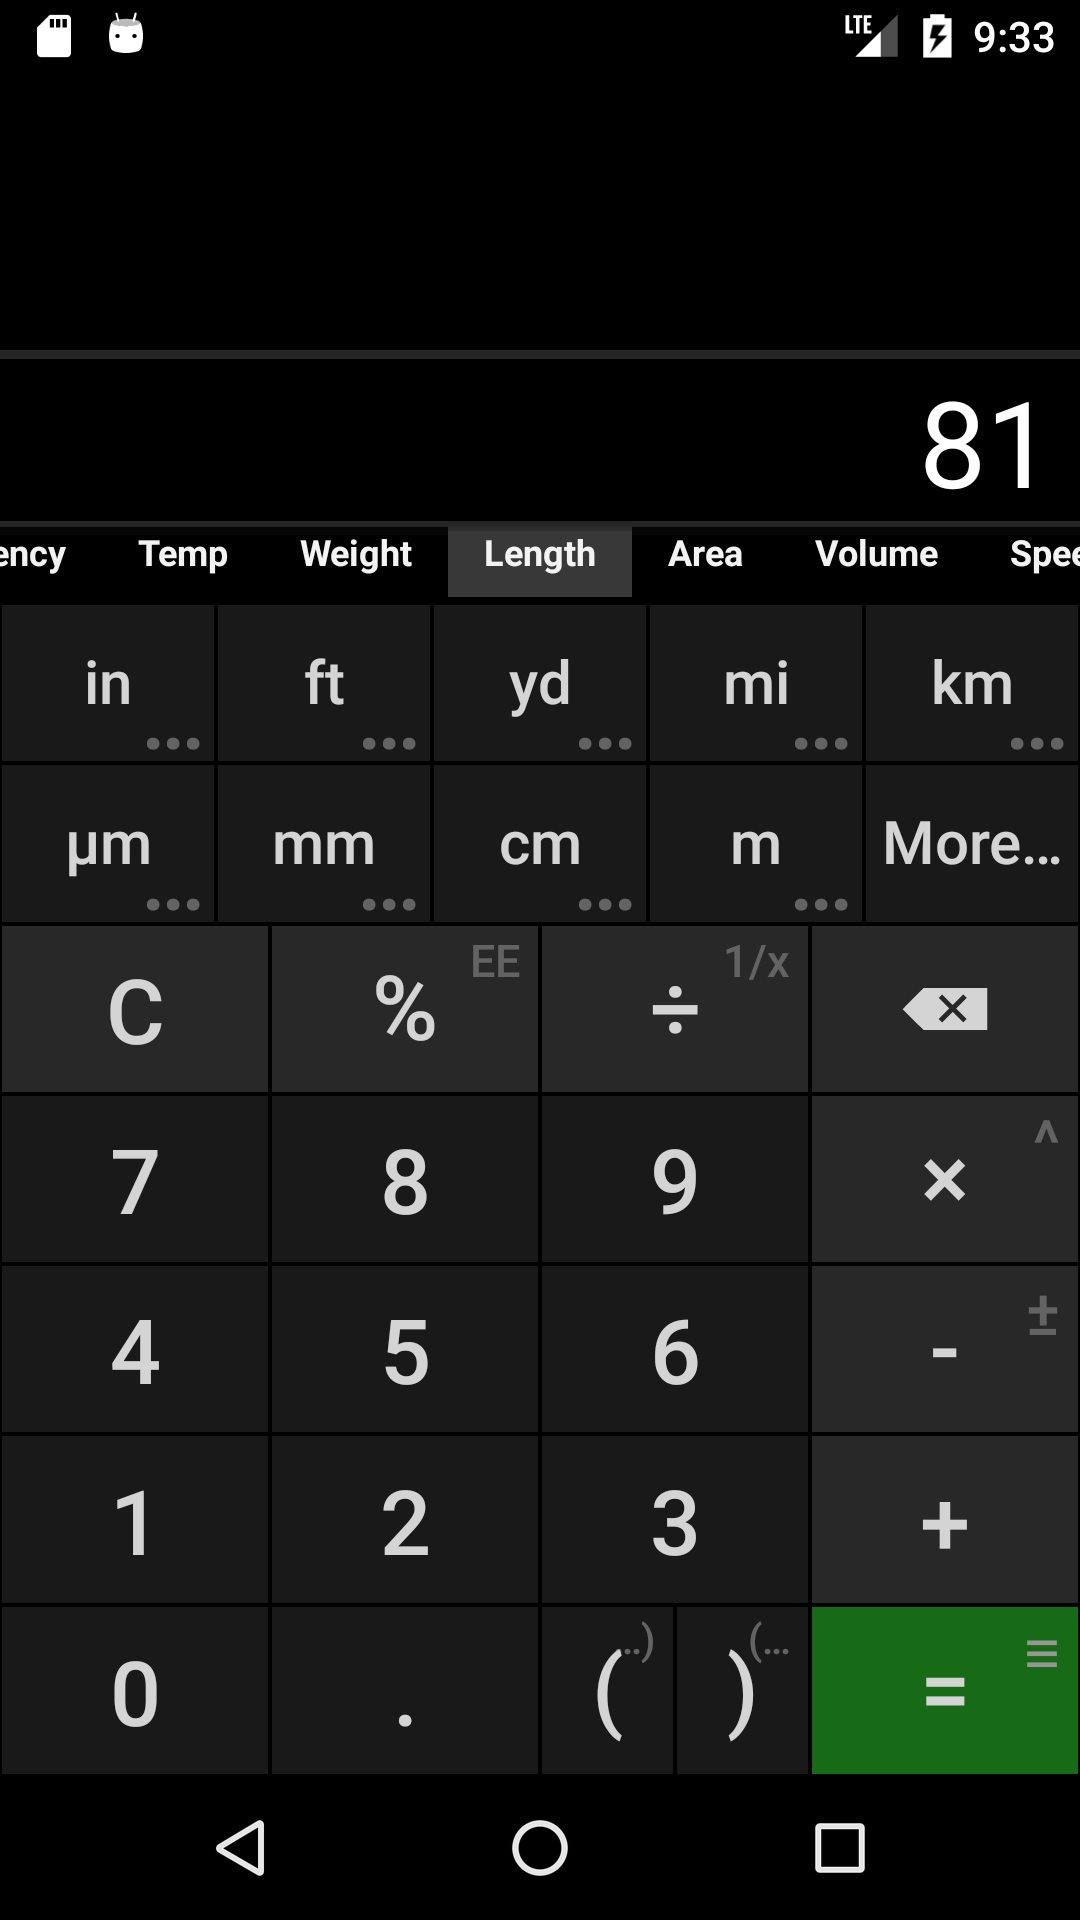 LTE 9:33
81
ency Temp Weight Length Area Volume Spee
in ft yd mi km
µm mm cm m More...
C % EE ÷ 1/x
7 8 9 × ^
4 5 6 - ±
1 2 3 +
0 . ( ..) ) (... =